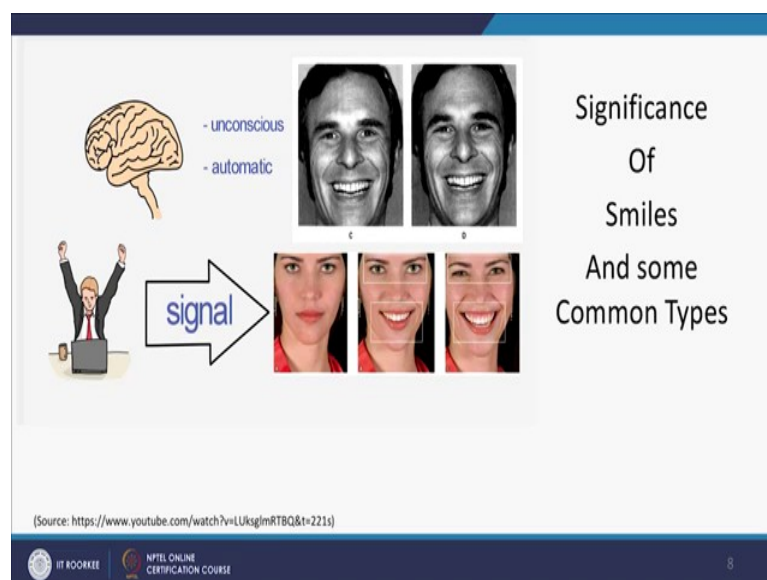 - unconscious
- automatic
C
D
signal
Significance
Of
Smiles
And some
Common Types
(Source: https://www.youtube.com/watch?v=LUksglmRTBQ&t=221s)
IIT ROORKEE
NPTEL ONLINE
CERTIFICATION COURSE
8